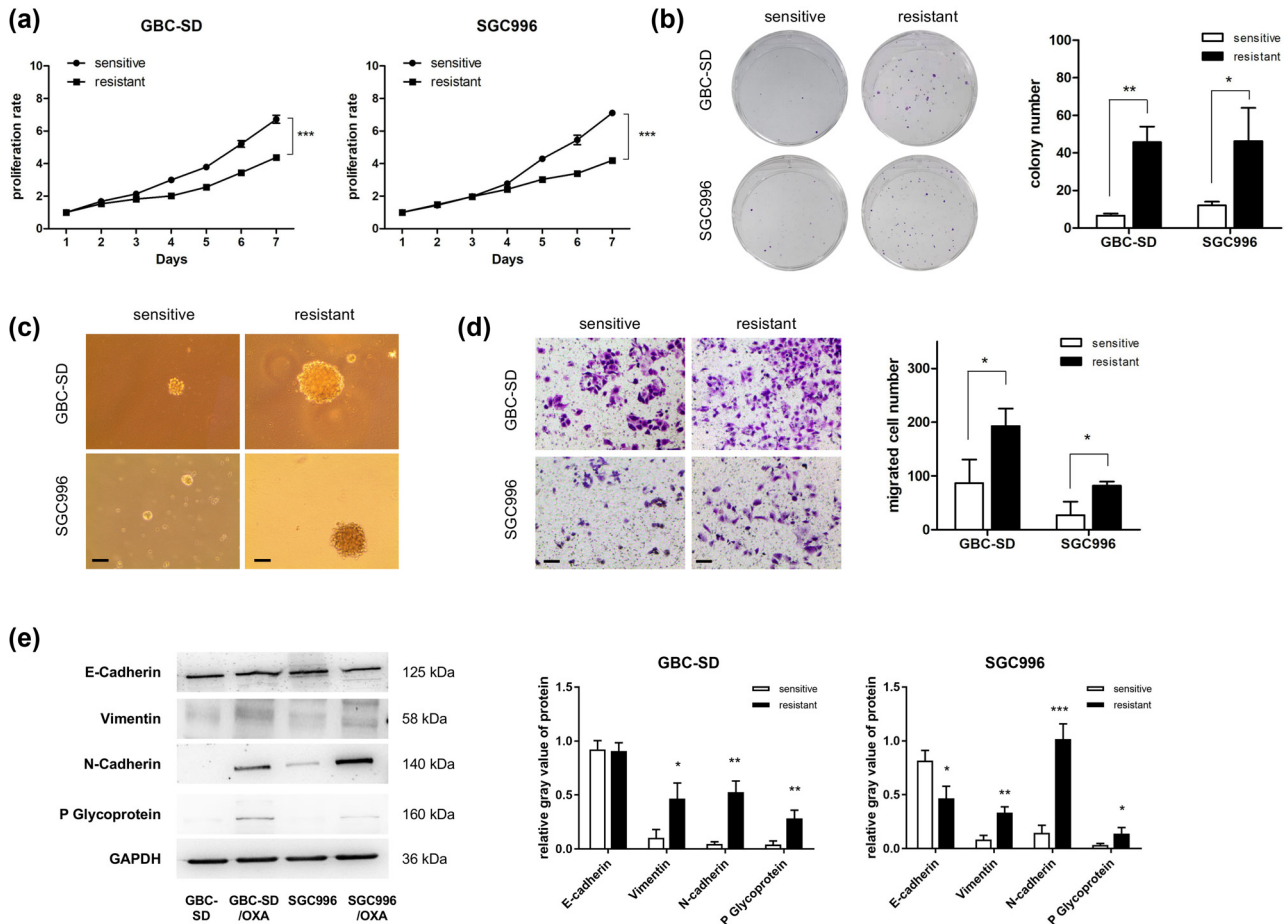 (a)
GBC-SD
sensitive
resistant
proliferation rate
10
8
6
4
2
0
1 2 3 4 5 6 7
Days
***
SGC996
sensitive
resistant
proliferation rate
10
8
6
4
2
0
1 2 3 4 5 6 7
Days
***
(b)
sensitive resistant
GBC-SD
SGC996
sensitive
resistant
colony number
100
80
60
40
20
0
** *
GBC-SD SGC996
(c)
sensitive resistant
GBC-SD
SGC996
(d)
sensitive resistant
GBC-SD
SGC996
sensitive
resistant
migrated cell number
300
200
100
0
* *
GBC-SD SGC996
(e)
E-Cadherin 125 kDa
Vimentin 58 kDa
N-Cadherin 140 kDa
P Glycoprotein 160 kDa
GAPDH 36 kDa
GBC- GBC-SD SGC996 SGC996
SD /OXA /OXA
GBC-SD
sensitive
resistant
relative gray value of protein
1.5
1.0
0.5
0.0
* ** **
E-cadherin Vimentin N-cadherin P Glycoprotein
SGC996
sensitive
resistant
relative gray value of protein
1.5
1.0
0.5
0.0
* ** *** *
E-cadherin Vimentin N-cadherin P Glycoprotein